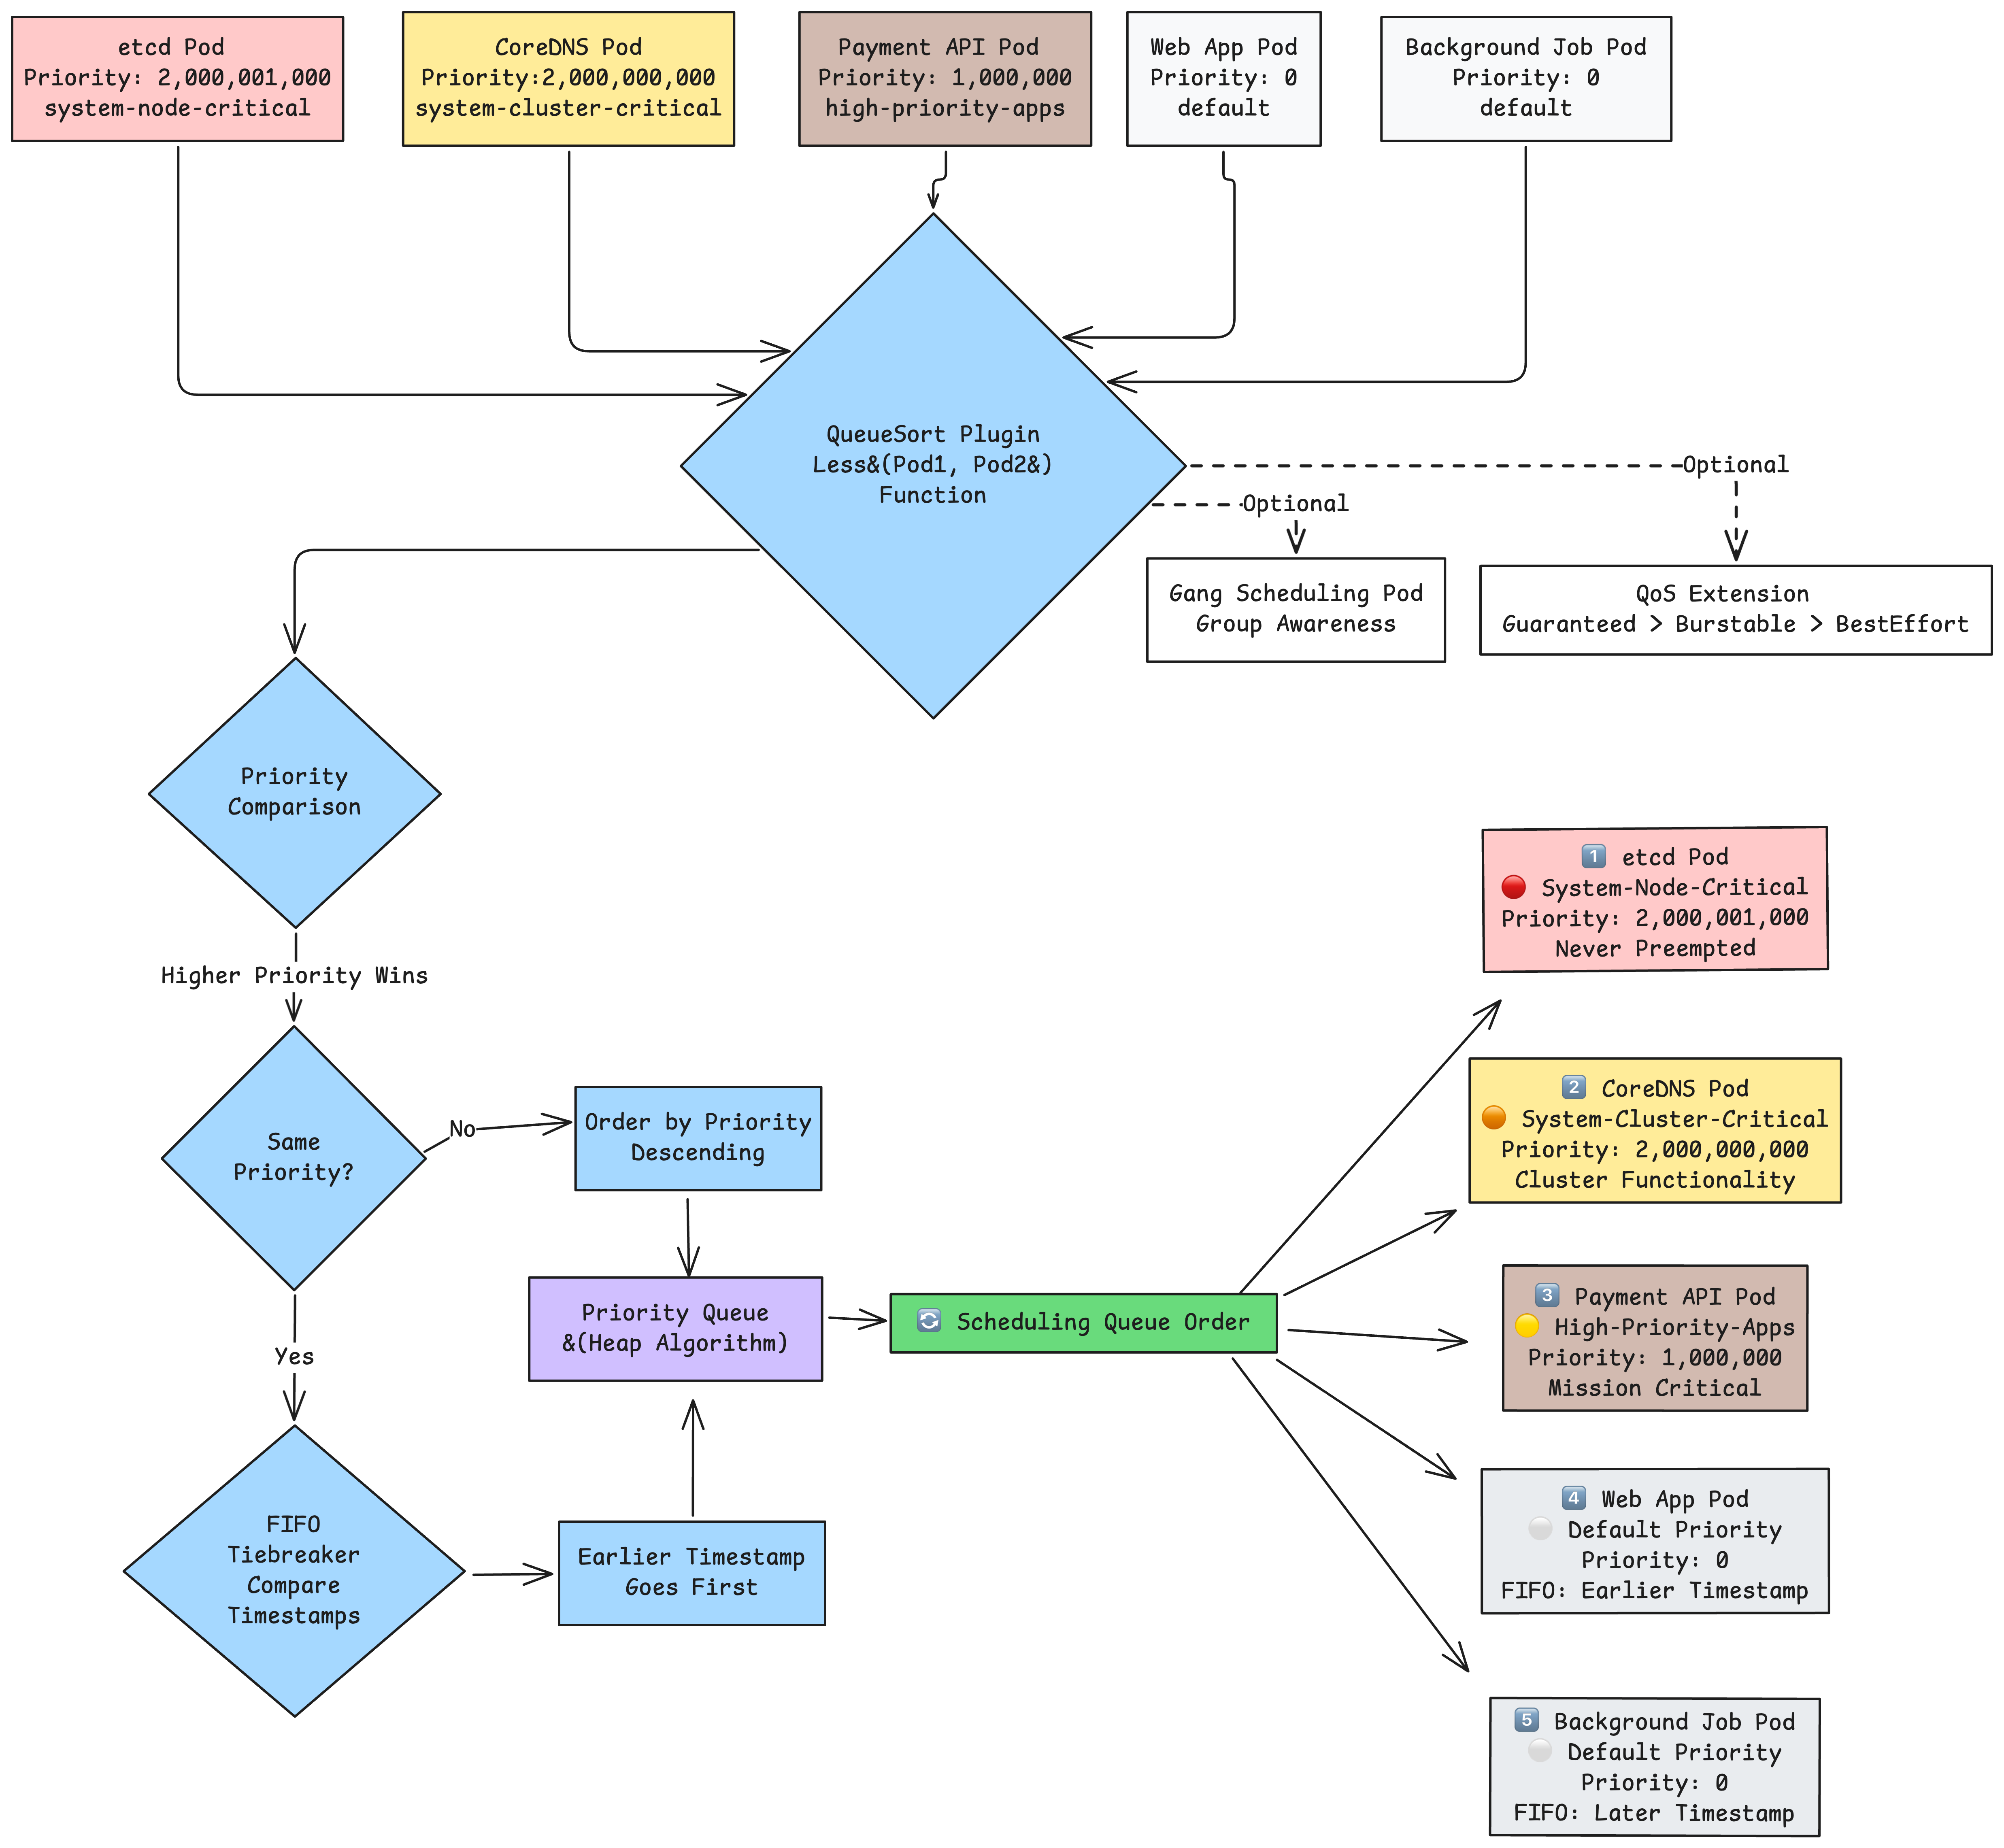 etcd Pod
Priority: 2,000,001,000
system-node-critical
CoreDNS Pod
Priority:2,000,000,000
system-cluster-critical
Payment API Pod
Priority: 1,000,000
high-priority-apps
Web App Pod
Priority: 0
default
Background Job Pod
Priority: 0
default
QueueSort Plugin
Less&(Pod1, Pod2&)
Function
Optional
Optional
Gang Scheduling Pod
Group Awareness
QoS Extension
Guaranteed > Burstable > BestEffort
Priority
Comparison
Higher Priority Wins
Same
Priority?
No
Order by Priority
Descending
Yes
Priority Queue
&(Heap Algorithm)
🔄 Scheduling Queue Order
FIFO
Tiebreaker
Compare
Timestamps
Earlier Timestamp
Goes First
1️⃣ etcd Pod
🔴 System-Node-Critical
Priority: 2,000,001,000
Never Preempted
2️⃣ CoreDNS Pod
🟠 System-Cluster-Critical
Priority: 2,000,000,000
Cluster Functionality
3️⃣ Payment API Pod
🟡 High-Priority-Apps
Priority: 1,000,000
Mission Critical
4️⃣ Web App Pod
⚪ Default Priority
Priority: 0
FIFO: Earlier Timestamp
5️⃣ Background Job Pod
⚪ Default Priority
Priority: 0
FIFO: Later Timestamp